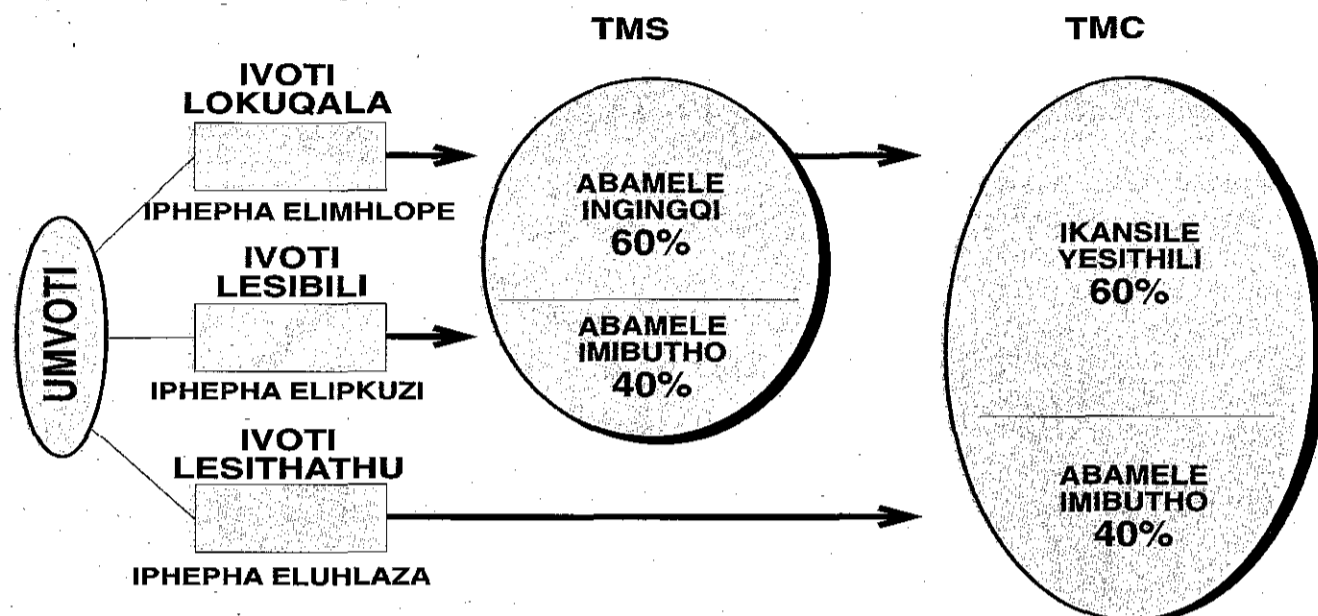 TMS
TMC
IVOTI
LOKUQALA
IPHEPHA ELIMHLOPE
IVOTI
LESIBILI
IPHEPHA ELIPKUZI
IVOTI
LESITHATHU
IPHEPHA ELUHLAZA
UMVOTI
ABAMELE
INGINGQI
60%
ABAMELE
IMIBUTHO
40%
IKANSILE
YESITHILI
60%
ABAMELE
IMIBUTHO
40%